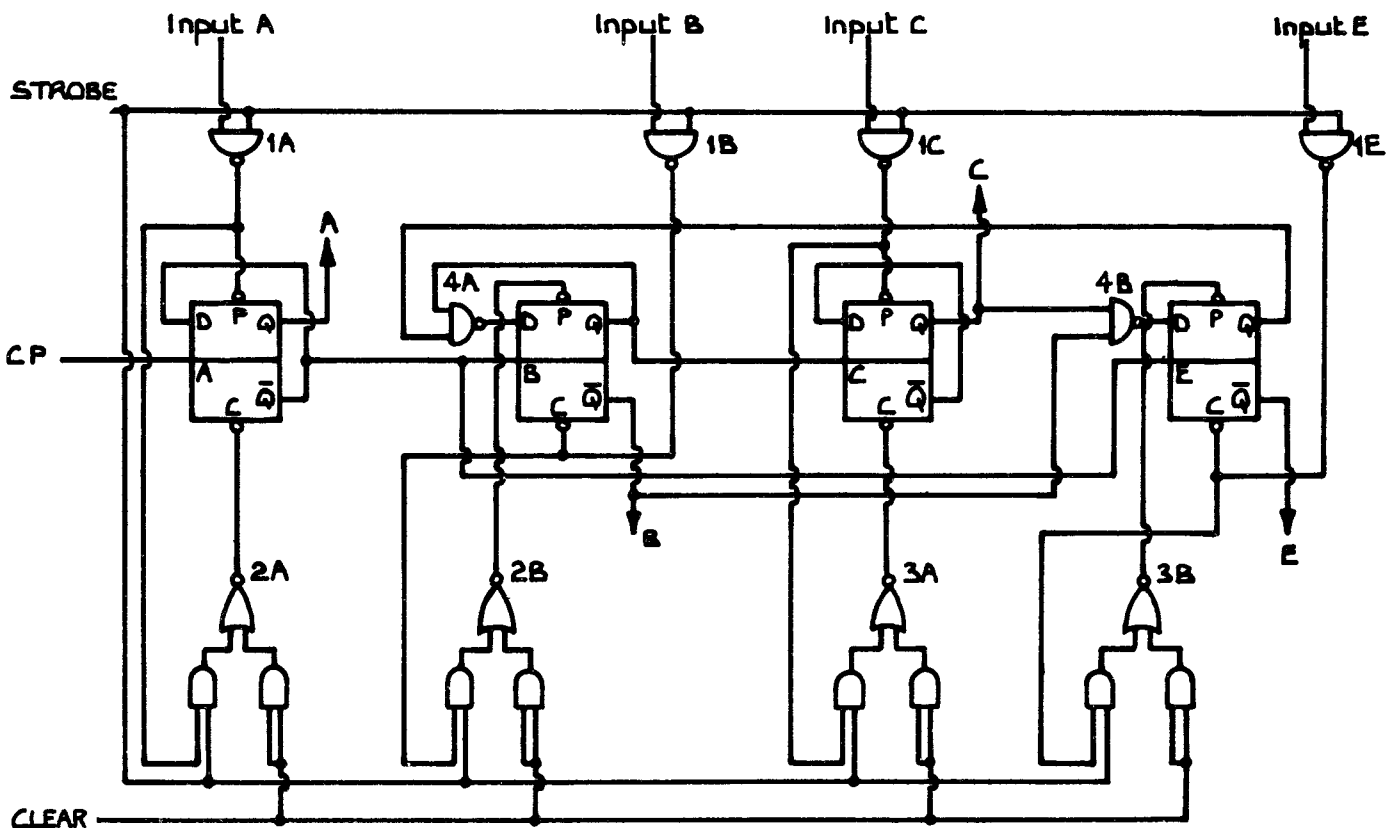 Input A Input B Input C Input E
STROBE
1A 1B 1C 1E
A C
4A 4B
D P Q D P Q D P Q D P Q
CP
A B C E
C Q̅ C Q̅ C Q̅ C Q̅
B E
2A 2B 3A 3B
CLEAR